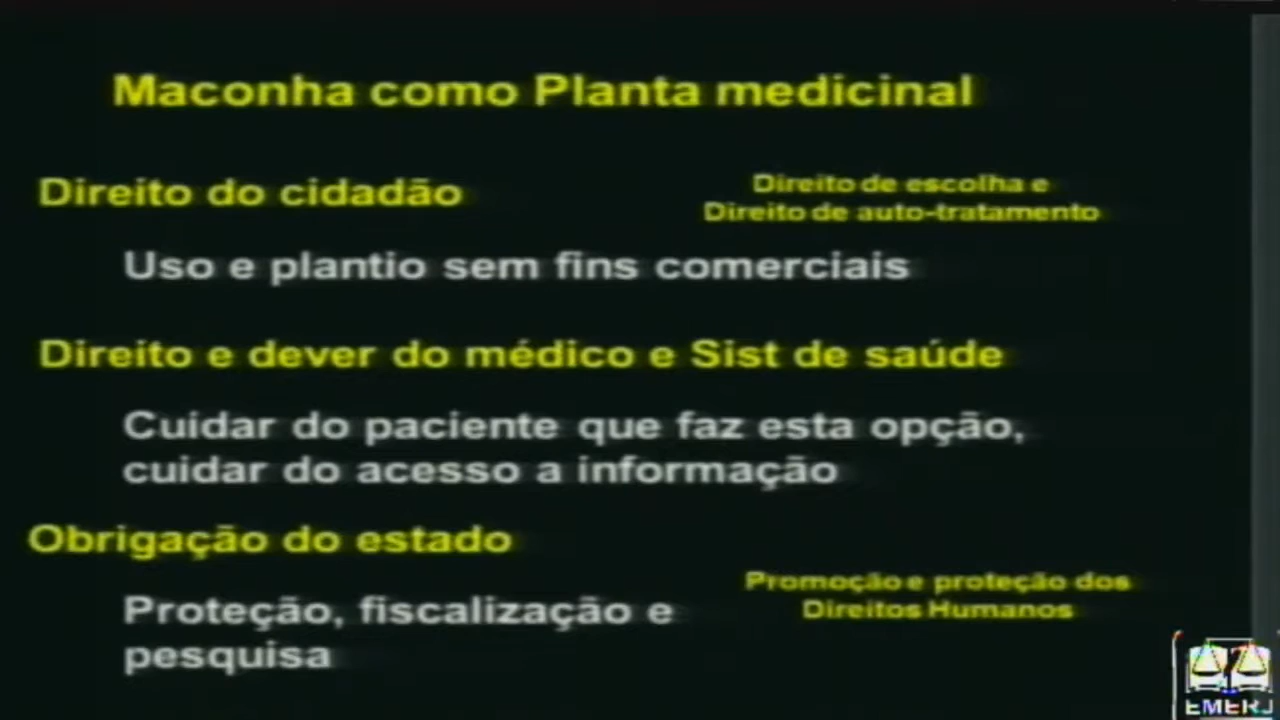 Maconha como Planta medicinal
Direito do cidadão
Direito de escolha e
Direito de auto-tratamento
Uso e plantio sem fins comerciais
Direito e dever do médico e Sist de saúde
Cuidar do paciente que faz esta opção,
cuidar do acesso a informação
Obrigação do estado
Promoção e proteção dos
Direitos Humanos
Proteção, fiscalização e
pesquisa
EMERJ